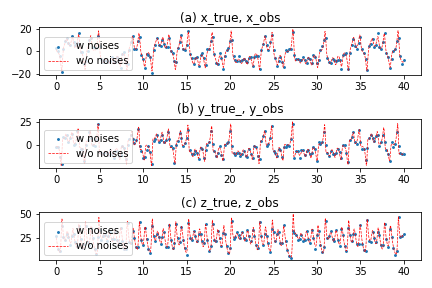 (a) x_true, x_obs
20
0
−20
w noises
w/o noises
0 5 10 15 20 25 30 35 40
(b) y_true_, y_obs
25
0
w noises
w/o noises
0 5 10 15 20 25 30 35 40
(c) z_true, z_obs
50
25
w noises
w/o noises
0 5 10 15 20 25 30 35 40